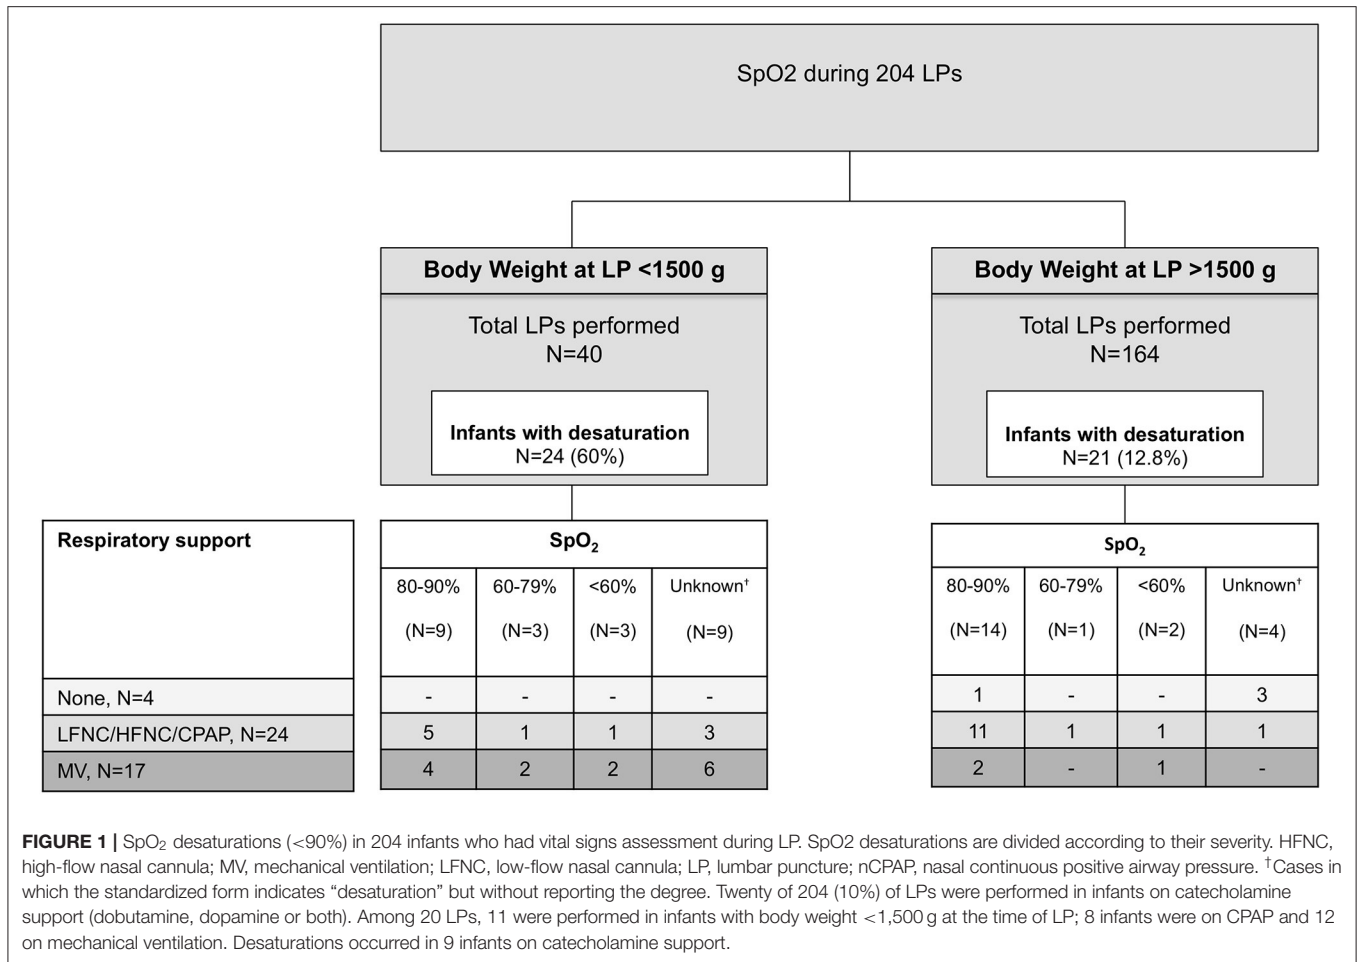 SpO2 during 204 LPs
Body Weight at LP <1500 g
Total LPs performed
N=40
Infants with desaturation
N=24 (60%)
Body Weight at LP >1500 g
Total LPs performed
N=164
Infants with desaturation
N=21 (12.8%)
Respiratory support
SpO₂
80-90% 60-79% <60% Unknown†
(N=9) (N=3) (N=3) (N=9)
SpO₂
80-90% 60-79% <60% Unknown†
(N=14) (N=1) (N=2) (N=4)
None, N=4 - - - - 1 - - 3
LFNC/HFNC/CPAP, N=24 5 1 1 3 11 1 1 1
MV, N=17 4 2 2 6 2 - 1 -
FIGURE 1 | SpO₂ desaturations (<90%) in 204 infants who had vital signs assessment during LP. SpO2 desaturations are divided according to their severity. HFNC,
high-flow nasal cannula; MV, mechanical ventilation; LFNC, low-flow nasal cannula; LP, lumbar puncture; nCPAP, nasal continuous positive airway pressure. †Cases in
which the standardized form indicates “desaturation” but without reporting the degree. Twenty of 204 (10%) of LPs were performed in infants on catecholamine
support (dobutamine, dopamine or both). Among 20 LPs, 11 were performed in infants with body weight <1,500 g at the time of LP; 8 infants were on CPAP and 12
on mechanical ventilation. Desaturations occurred in 9 infants on catecholamine support.